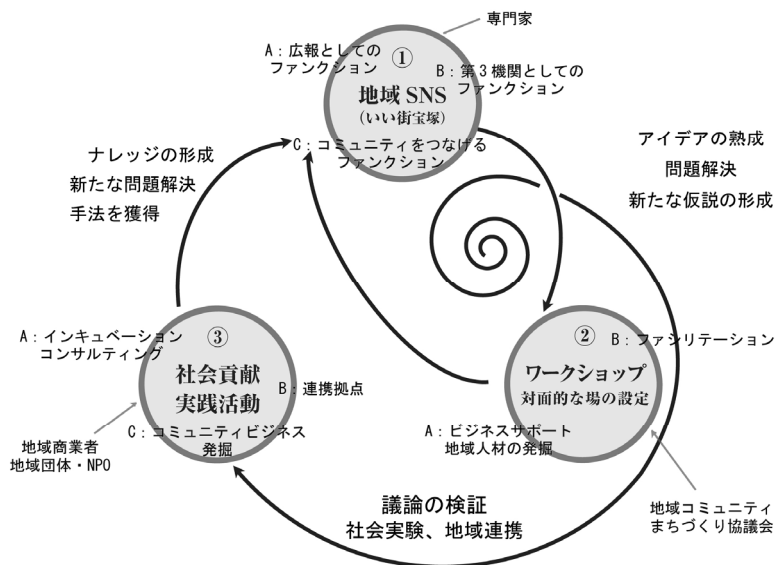 専門家
A：広報としての
ファンクション
①
B：第3機関としての
ファンクション
地域 SNS
（いい街宝塚）
C：コミュニティをつなげる
ファンクション
アイデアの熟成
問題解決
新たな仮説の形成
ナレッジの形成
新たな問題解決
手法を獲得
②
B：ファシリテーション
ワークショップ
対面的な場の設定
A：ビジネスサポート
地域人材の発掘
地域コミュニティ
まちづくり協議会
③
A：インキュベーション
コンサルティング
社会貢献
実践活動
B：連携拠点
C：コミュニティビジネス
発掘
地域商業者
地域団体・NPO
議論の検証
社会実験、地域連携